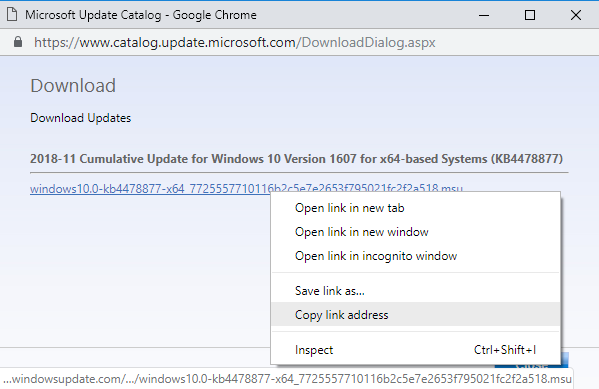 Microsoft Update Catalog - Google Chrome
https://www.catalog.update.microsoft.com/DownloadDialog.aspx
Download
Download Updates
2018-11 Cumulative Update for Windows 10 Version 1607 for x64-based Systems (KB4478877)
windows10.0-kb4478877-x64_7725557710116b2c5e7e2653f795021fc2f2a518.msu
Open link in new tab
Open link in new window
Open link in incognito window
Save link as...
Copy link address
Inspect Ctrl+Shift+I
...windowsupdate.com/.../windows10.0-kb4478877-x64_7725557710116b2c5e7e2653f795021fc2f2a518.msu